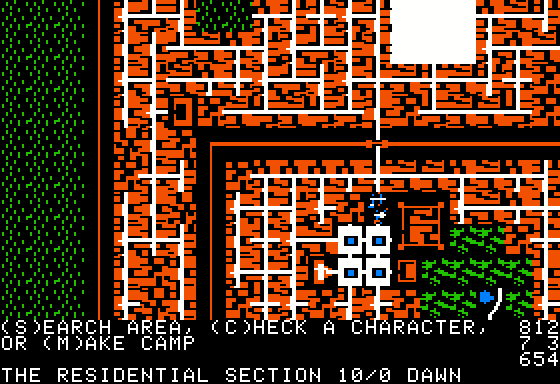 (S)EARCH AREA, (C)HECK A CHARACTER, 812
OR (M)AKE CAMP 7 3
654
THE RESIDENTIAL SECTION 10/0 DAWN